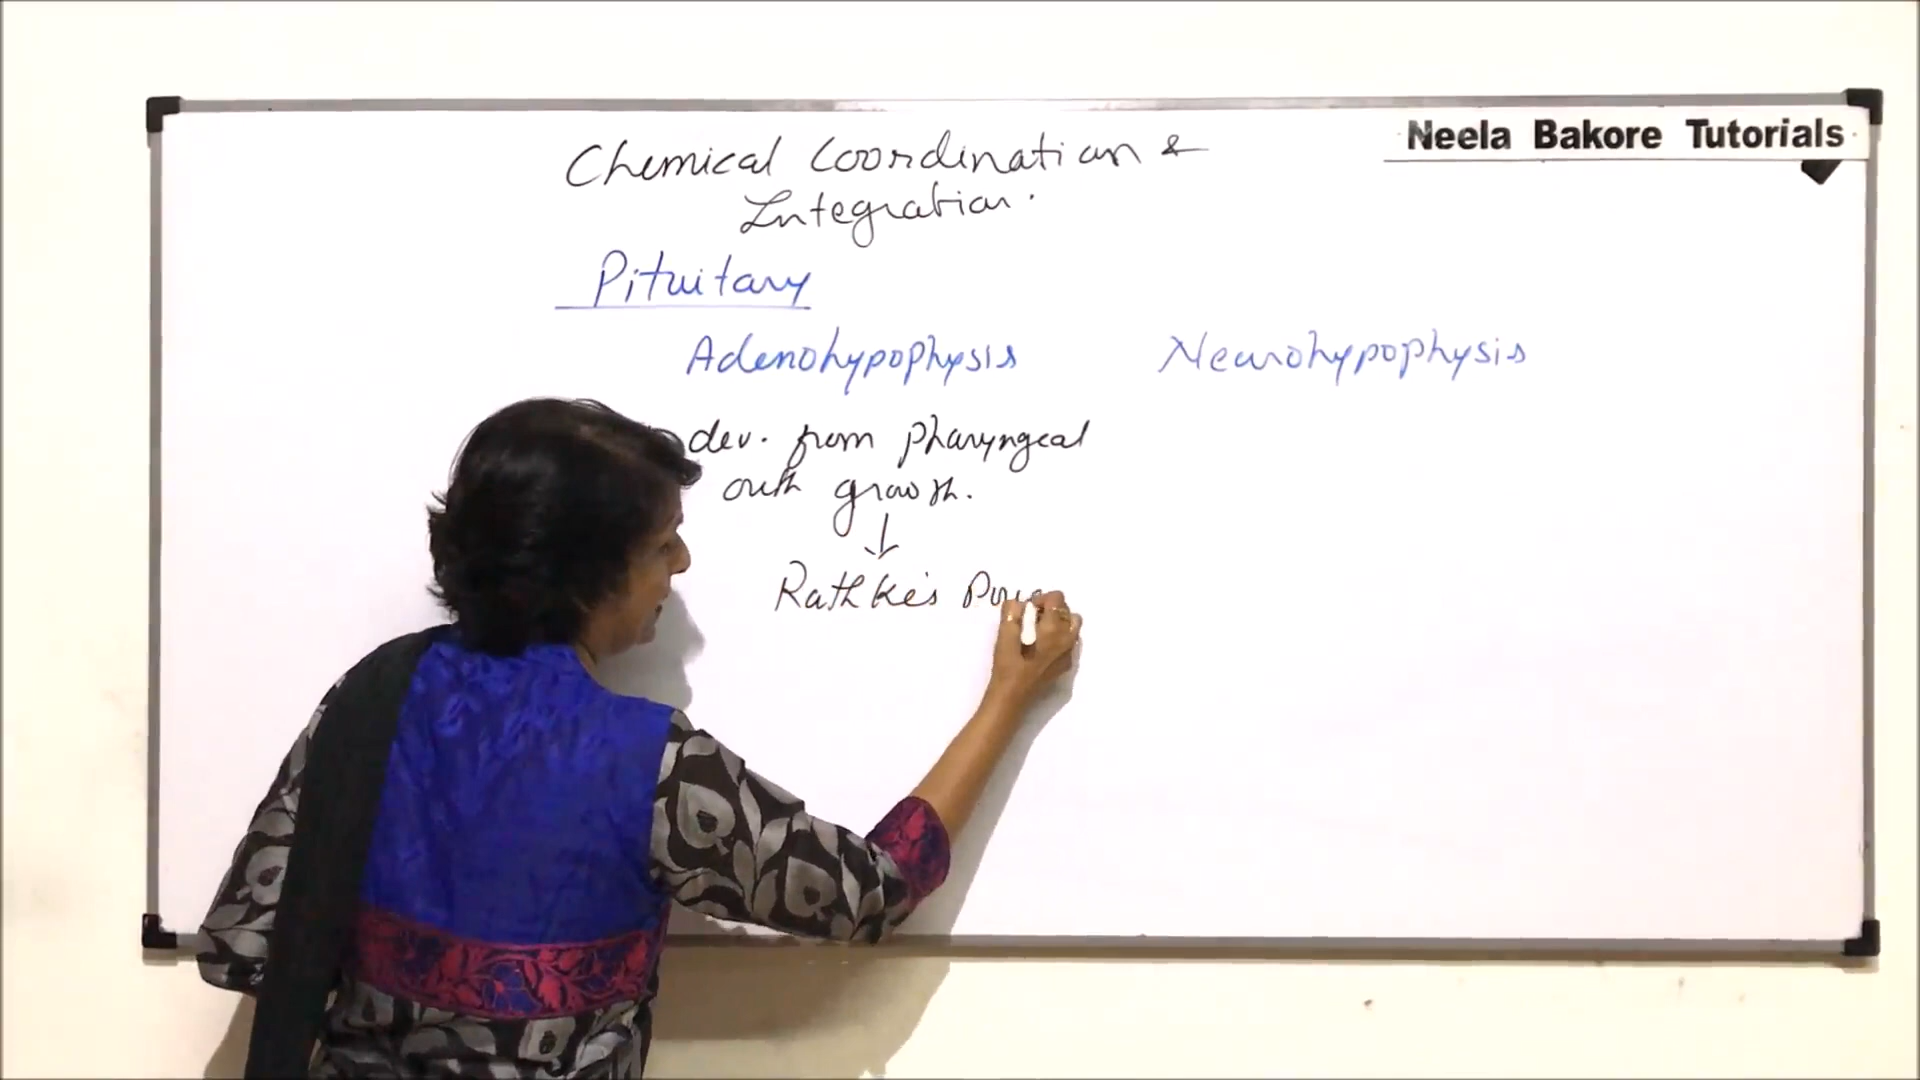 Neela Bakore Tutorials
Chemical Coordination &
Integration.
Pituitary
Adenohypophysis Neurohypophysis
dev. from pharyngeal
outh growth.
↓
Rathke's